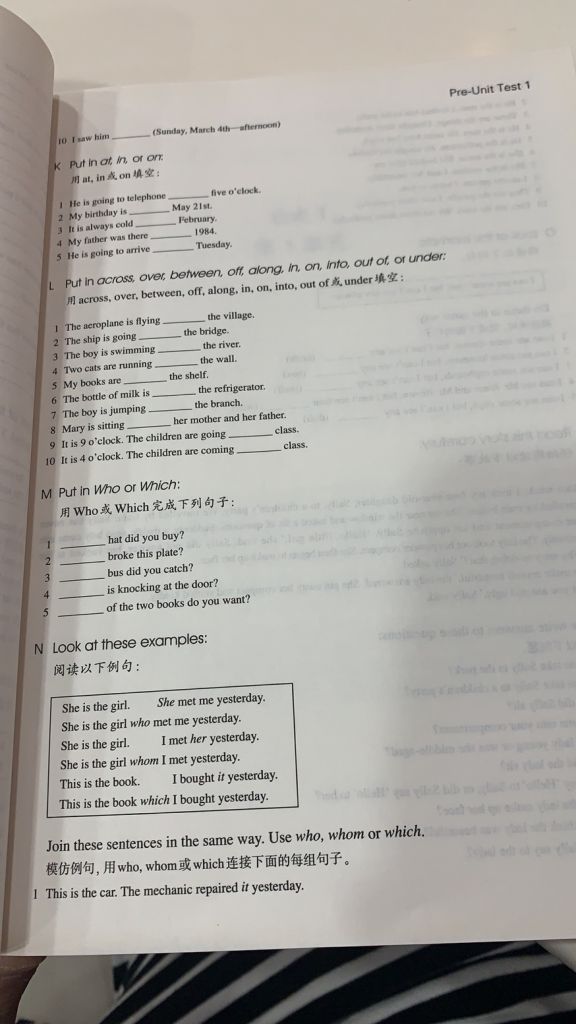 Pre-Unit Test 1
10 I saw him ________ (Sunday, March 4th—afternoon)
K Put in at, in, or on:
用 at, in 或 on 填空：
1 He is going to telephone ________ five o'clock.
2 My birthday is ________ May 21st.
3 It is always cold ________ February.
4 My father was there ________ 1984.
5 He is going to arrive ________ Tuesday.
L Put in across, over, between, off, along, in, on, into, out of, or under:
用 across, over, between, off, along, in, on, into, out of 或 under 填空：
1 The aeroplane is flying ________ the village.
2 The ship is going ________ the bridge.
3 The boy is swimming ________ the river.
4 Two cats are running ________ the wall.
5 My books are ________ the shelf.
6 The bottle of milk is ________ the refrigerator.
7 The boy is jumping ________ the branch.
8 Mary is sitting ________ her mother and her father.
9 It is 9 o'clock. The children are going ________ class.
10 It is 4 o'clock. The children are coming ________ class.
M Put in Who or Which:
用 Who 或 Which 完成下列句子：
1 ________ hat did you buy?
2 ________ broke this plate?
3 ________ bus did you catch?
4 ________ is knocking at the door?
5 ________ of the two books do you want?
N Look at these examples:
阅读以下例句：
She is the girl. She met me yesterday.
She is the girl who met me yesterday.
She is the girl. I met her yesterday.
She is the girl whom I met yesterday.
This is the book. I bought it yesterday.
This is the book which I bought yesterday.
Join these sentences in the same way. Use who, whom or which.
模仿例句，用 who, whom 或 which 连接下面的每组句子。
1 This is the car. The mechanic repaired it yesterday.